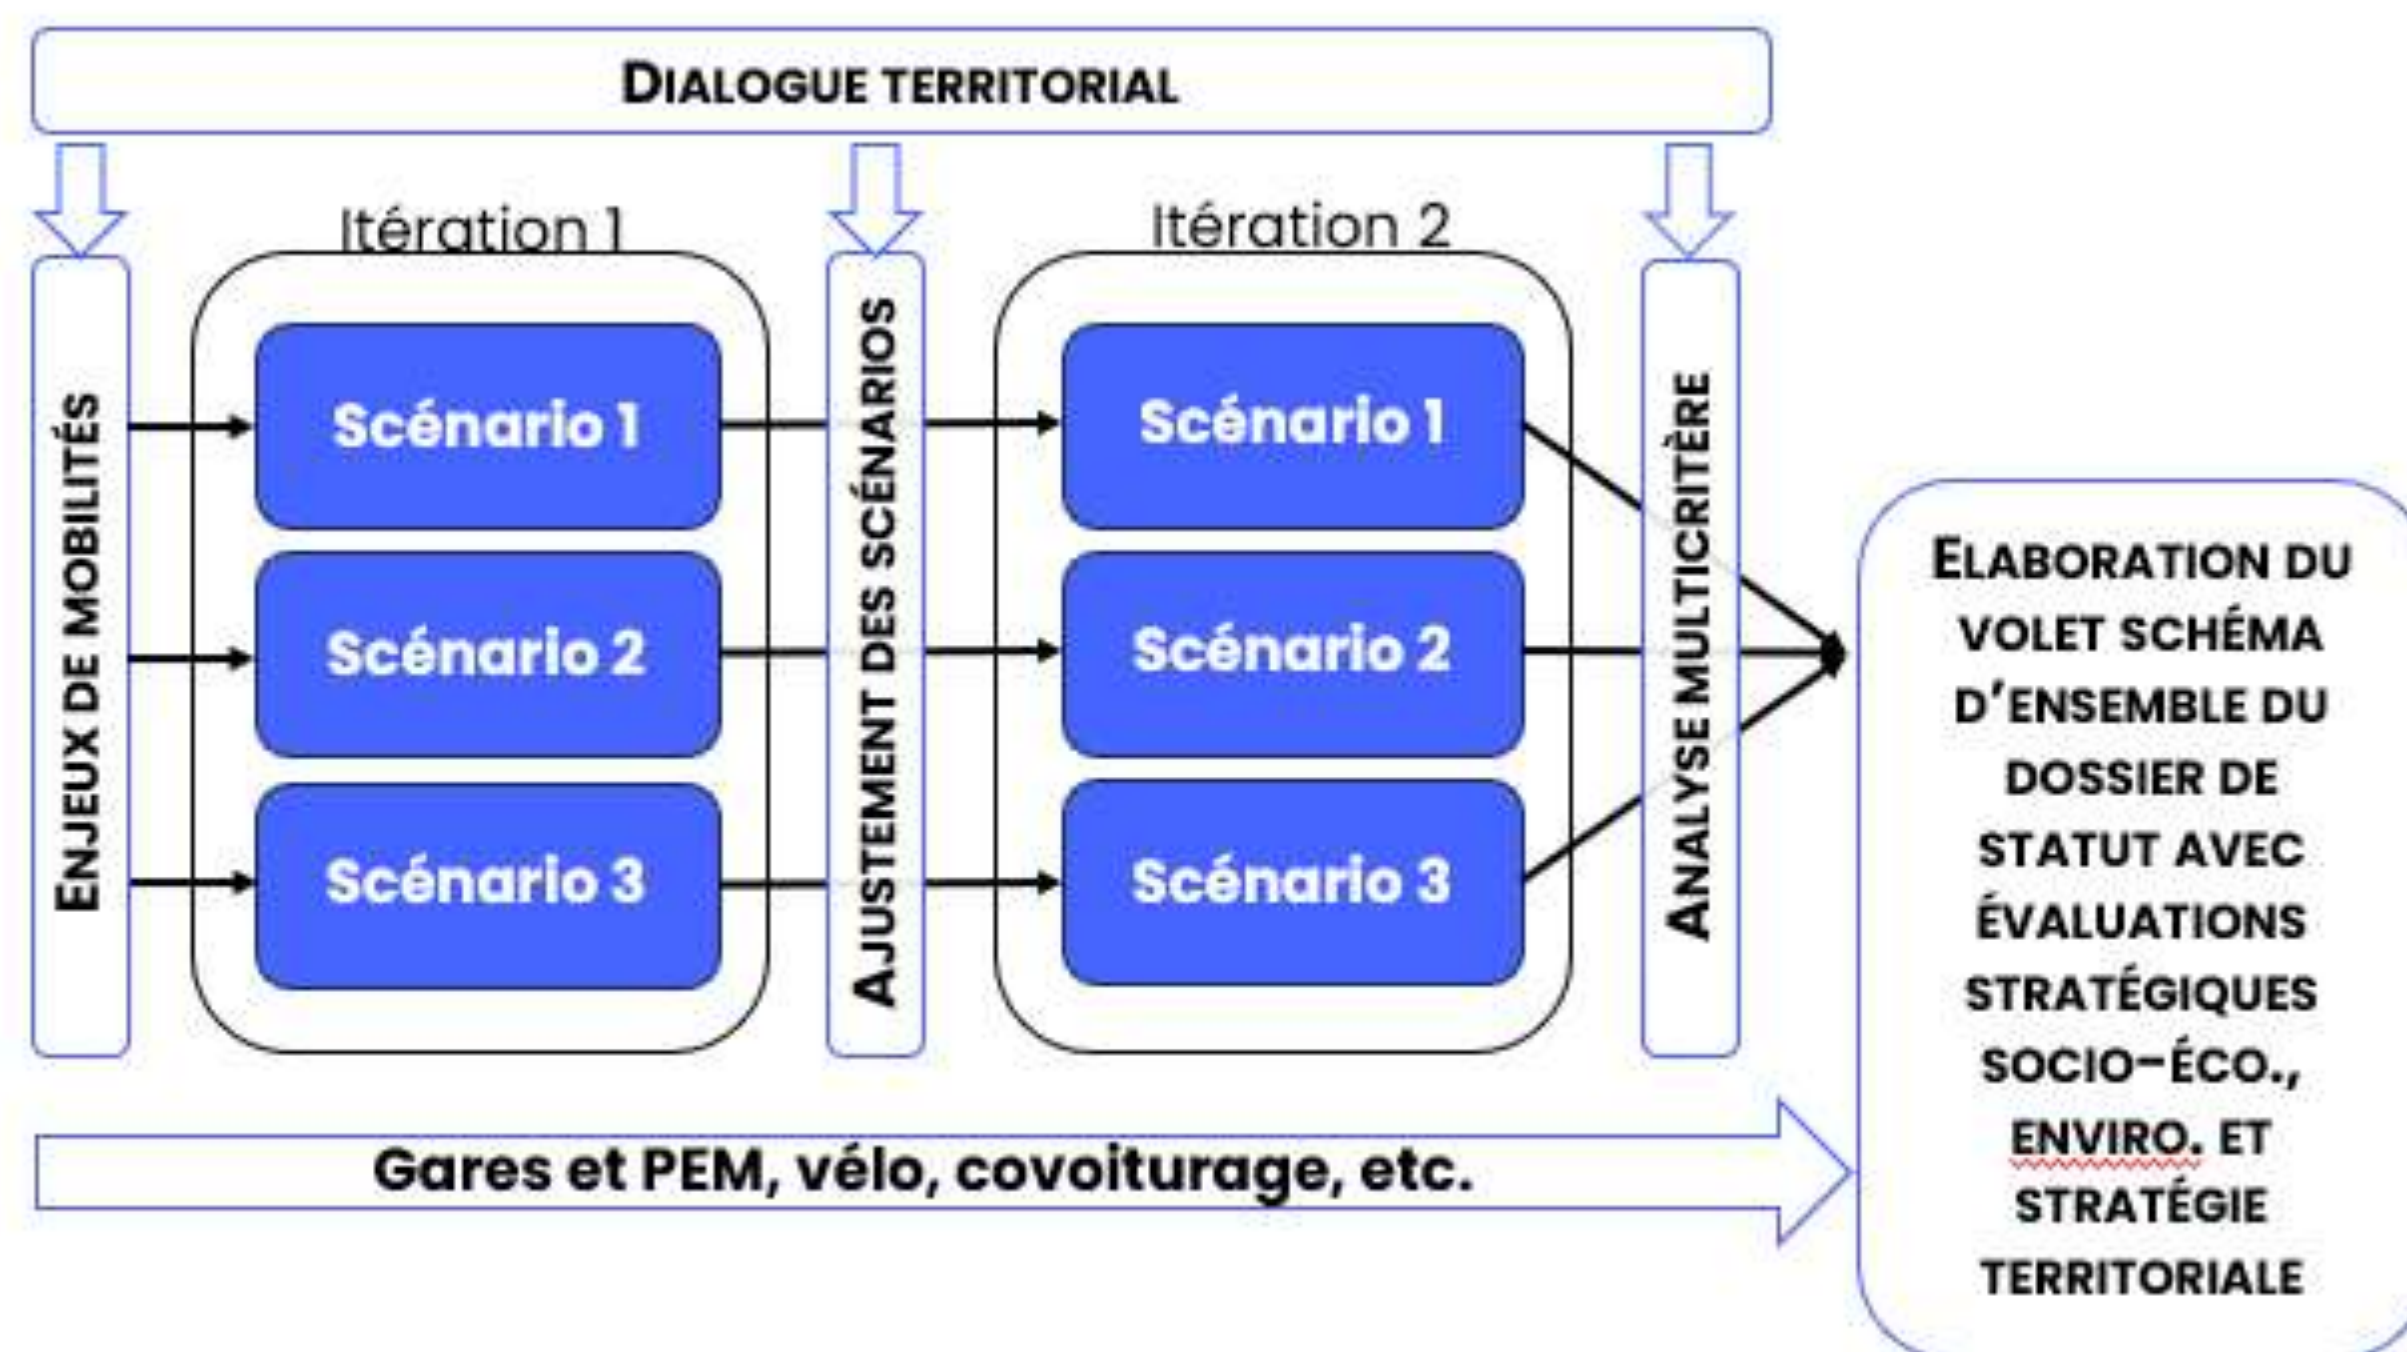 DIALOGUE TERRITORIAL
Itération 1
Itération 2
ENJEUX DE MOBILITÉS
Scénario 1
Scénario 2
Scénario 3
AJUSTEMENT DES SCÉNARIOS
Scénario 1
Scénario 2
Scénario 3
ANALYSE MULTICRITÈRE
ELABORATION DU
VOLET SCHÉMA
D’ENSEMBLE DU
DOSSIER DE
STATUT AVEC
ÉVALUATIONS
STRATÉGIQUES
SOCIO-ÉCO.,
ENVIRO. ET
STRATÉGIE
TERRITORIALE
Gares et PEM, vélo, covoiturage, etc.